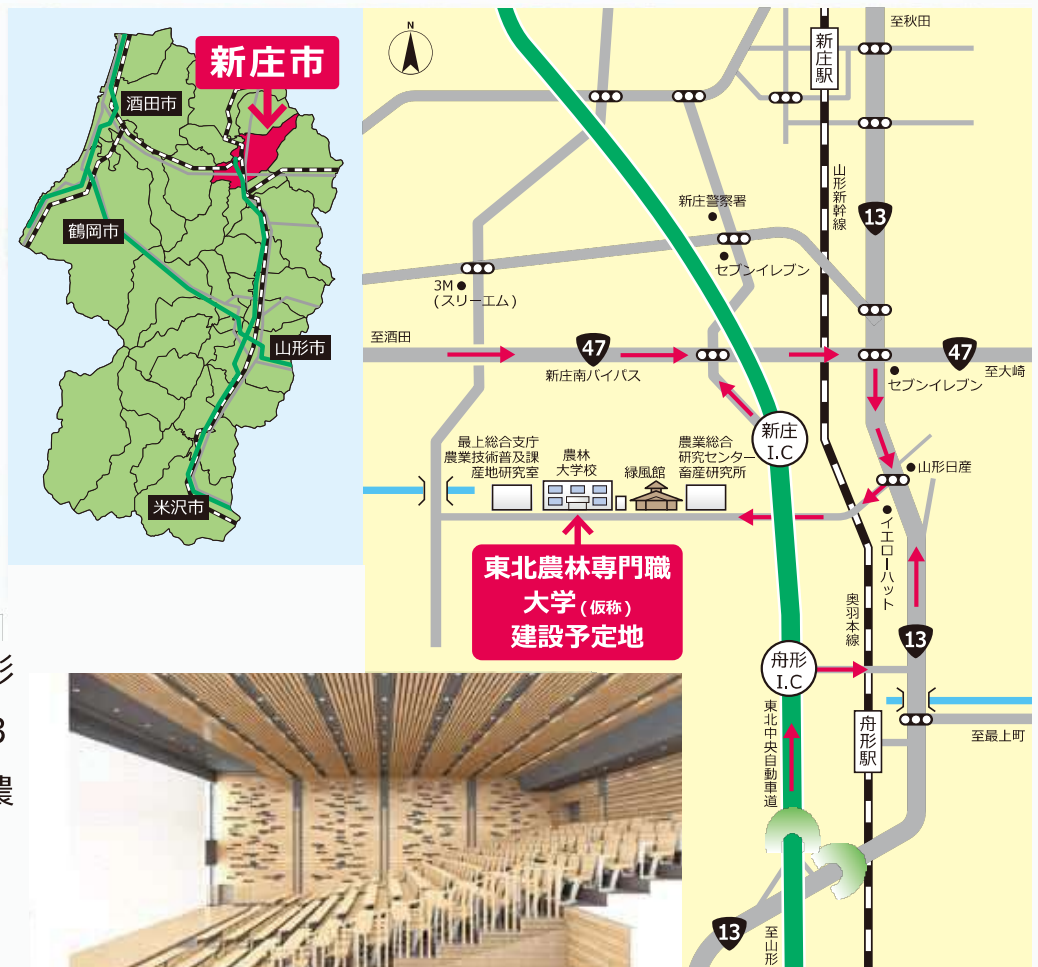 新庄市
酒田市
鶴岡市
山形市
米沢市
N
至秋田
新庄駅
山形新幹線
13
新庄警察署
セブンイレブン
3M
(スリーエム)
至酒田
47
新庄南バイパス
47
至大崎
セブンイレブン
新庄
I.C
山形日産
イエローハット
最上総合支庁
農業技術普及課
産地研究室
農林
大学校
緑風館
農業総合
研究センター
畜産研究所
東北農林専門職
大学(仮称)
建設予定地
奥羽本線
13
舟形
I.C
東北中央自動車道
舟形駅
至最上町
13
至山形
形
3
農